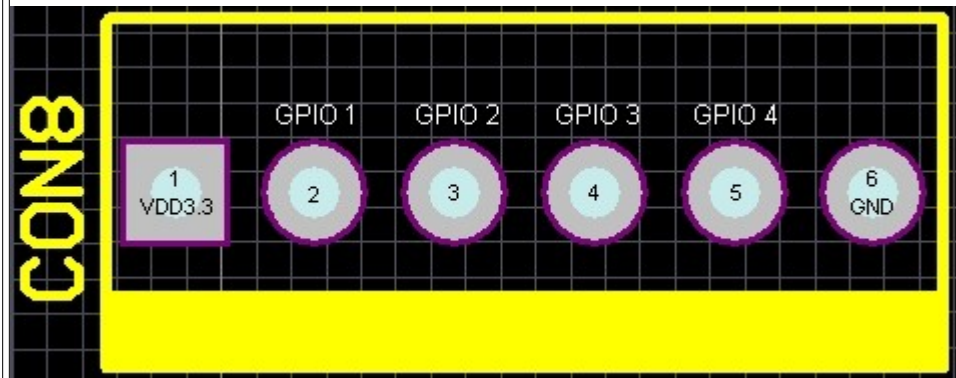 CON8
GPIO 1
GPIO 2
GPIO 3
GPIO 4
1
VDD3.3
2
3
4
5
6
GND